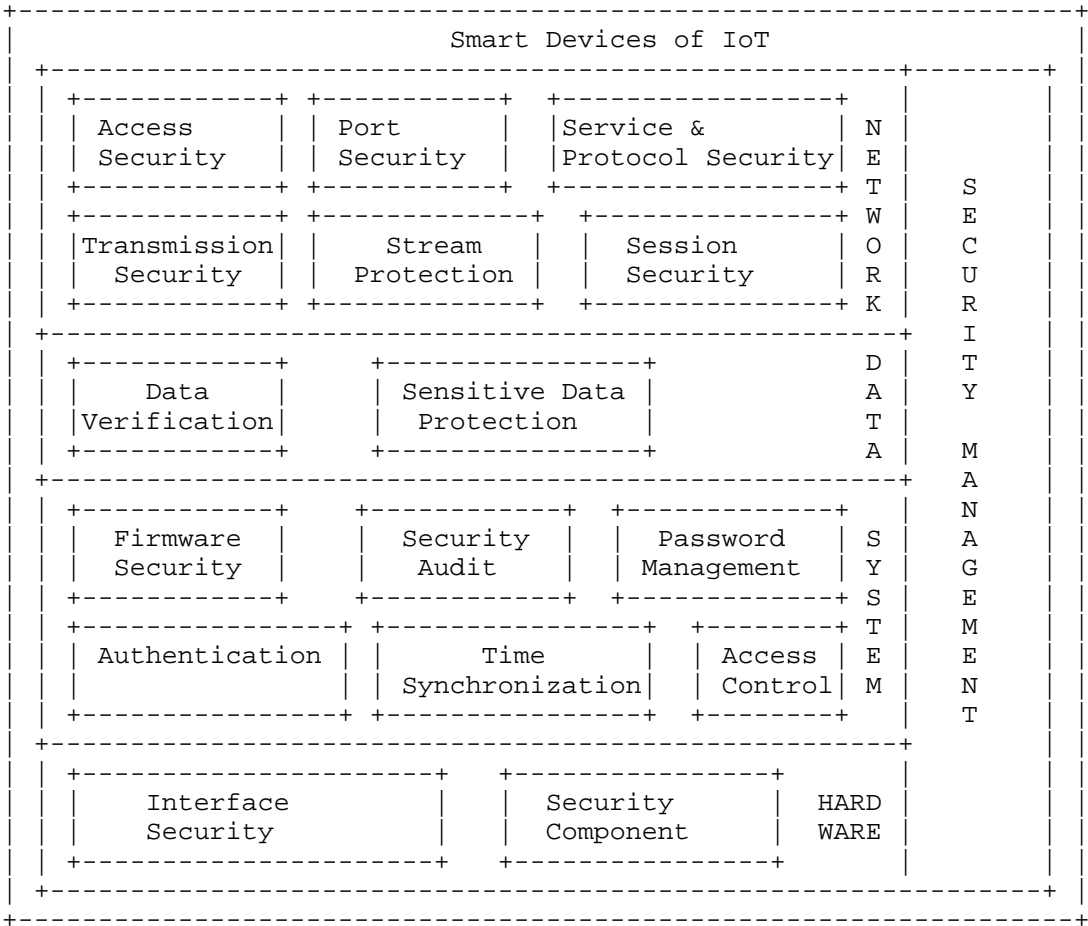 Smart Devices of IoT
Access Port Service &
Security Security Protocol Security
Transmission Stream Session
Security Protection Security
NETWORK
Data Sensitive Data
Verification Protection
DATA
Firmware Security Password
Security Audit Management
Authentication Time Access
Synchronization Control
SYSTEM
Interface Security HARD
Security Component WARE
SECURITY MANAGEMENT